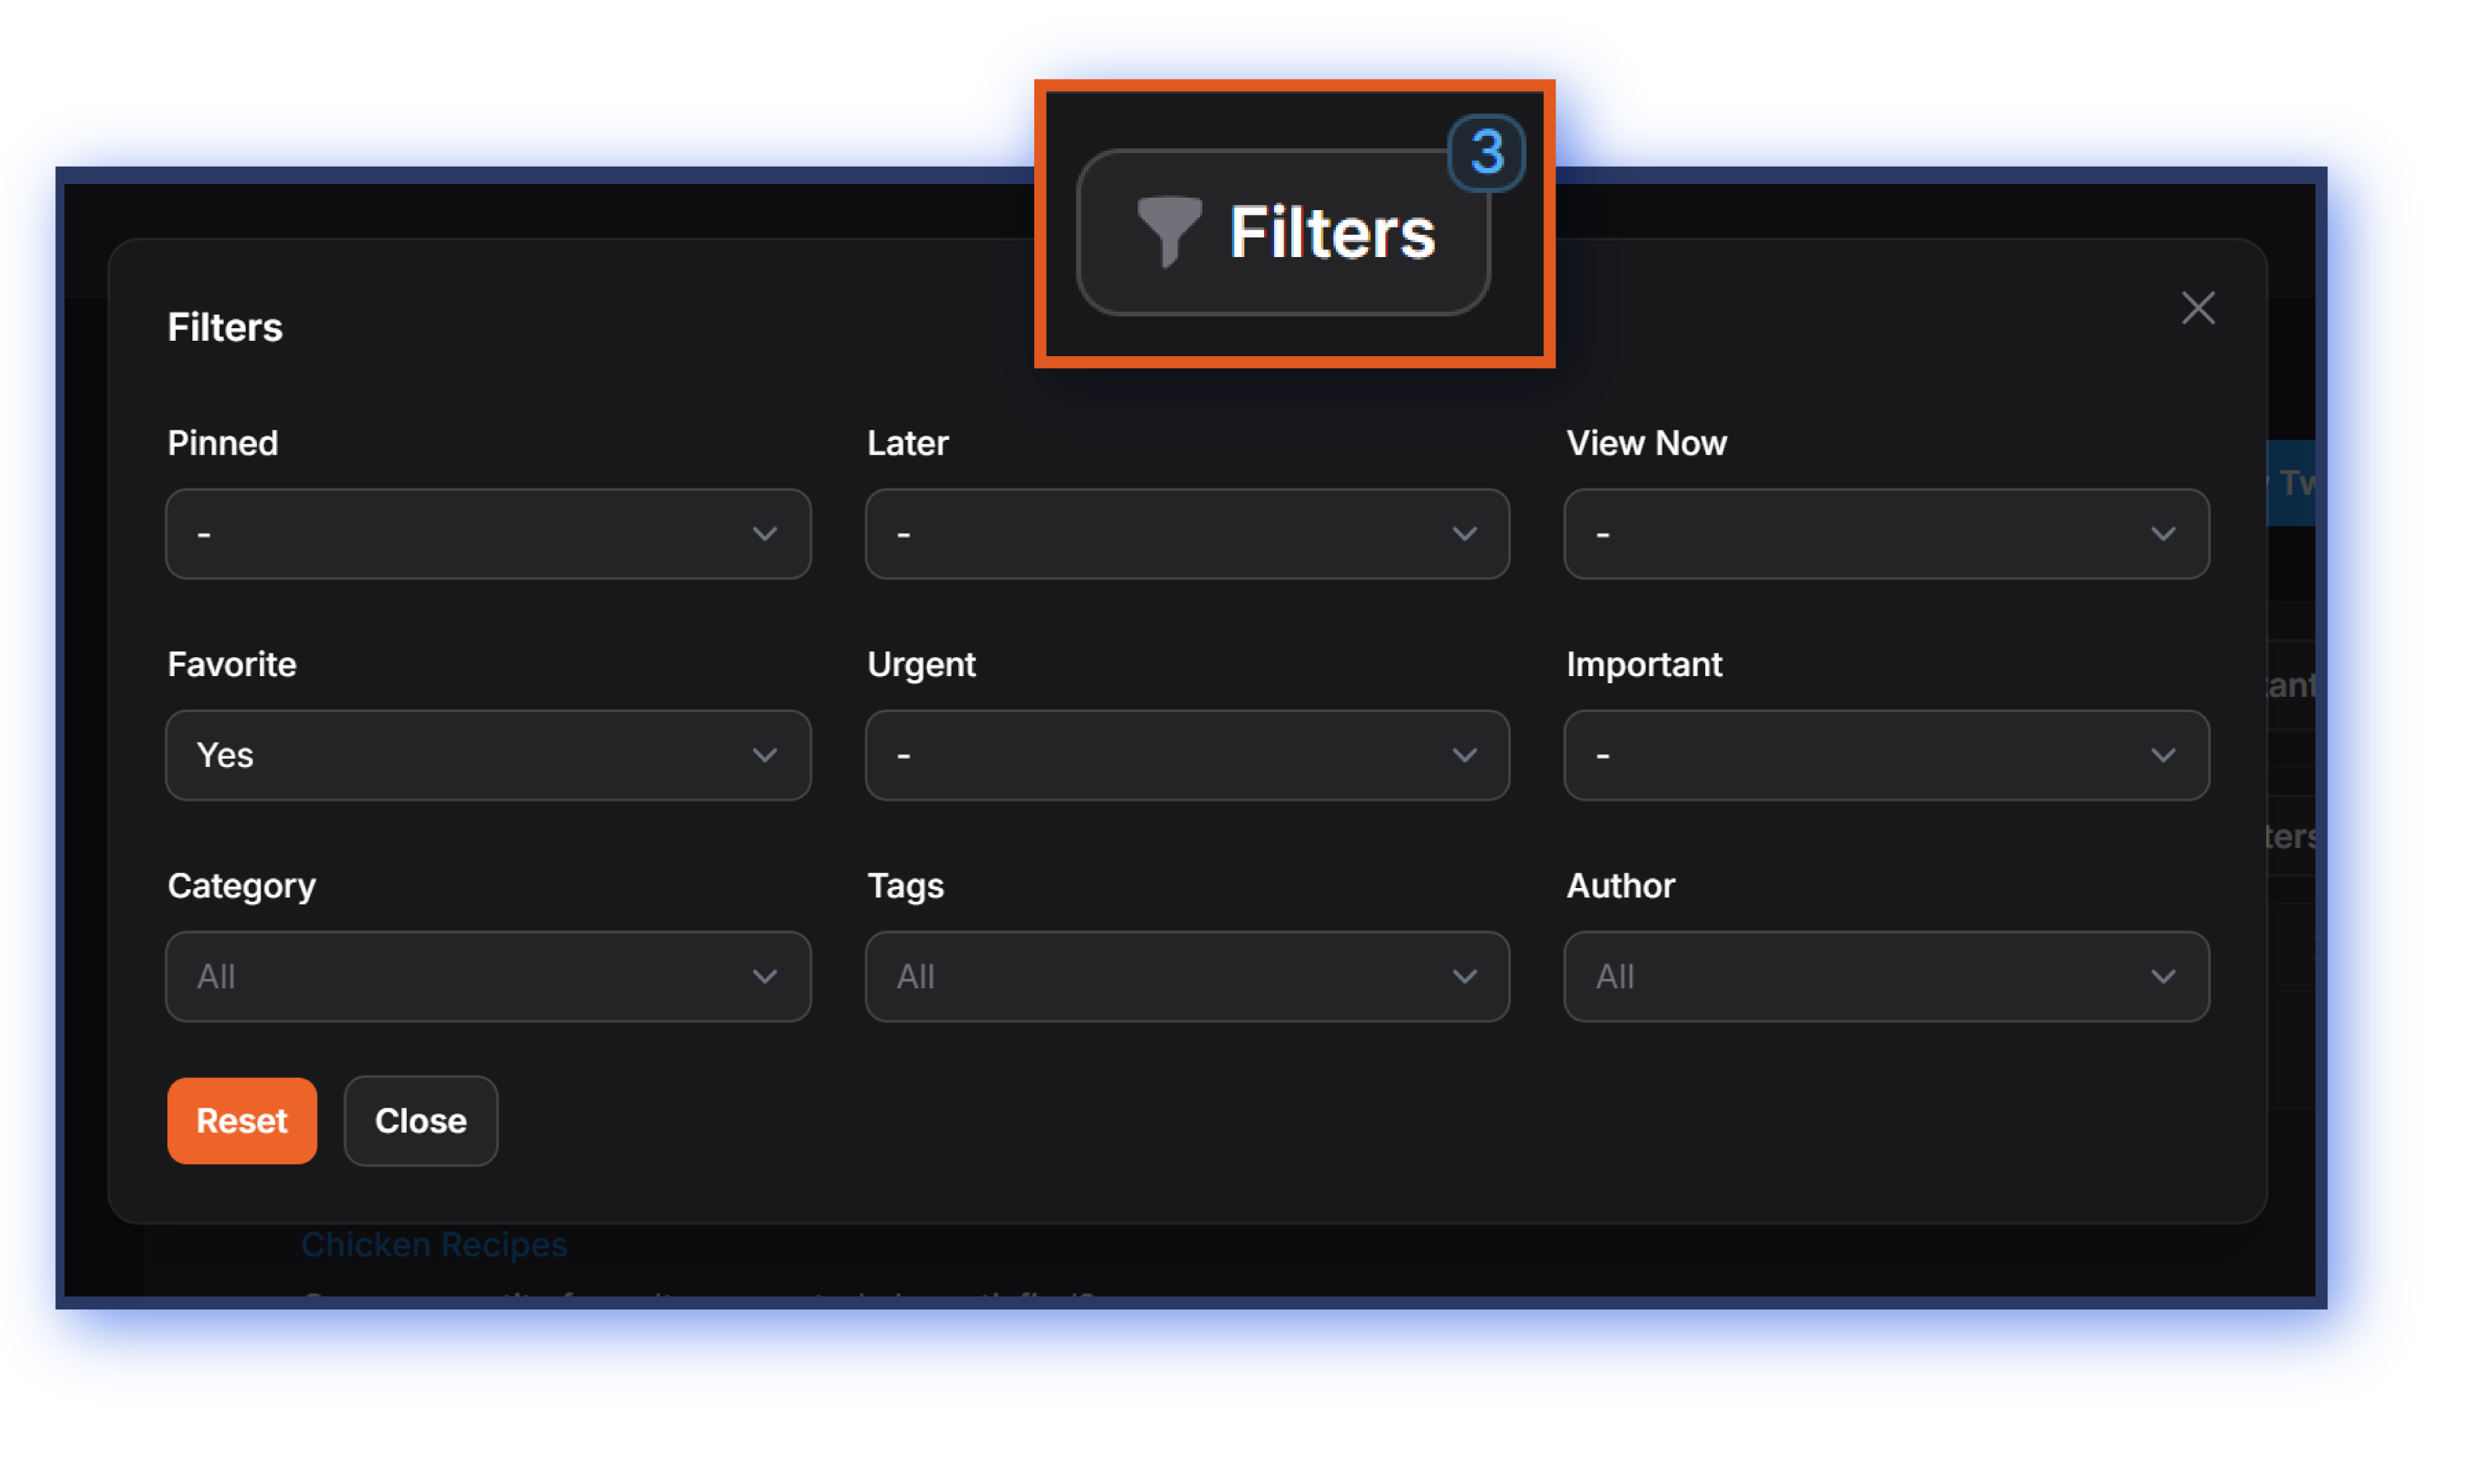 3
Filters
Filters
Pinned
Later
View Now
-
-
-
Favorite
Urgent
Important
Yes
-
-
Category
Tags
Author
All
All
All
Reset
Close
Chicken Recipes